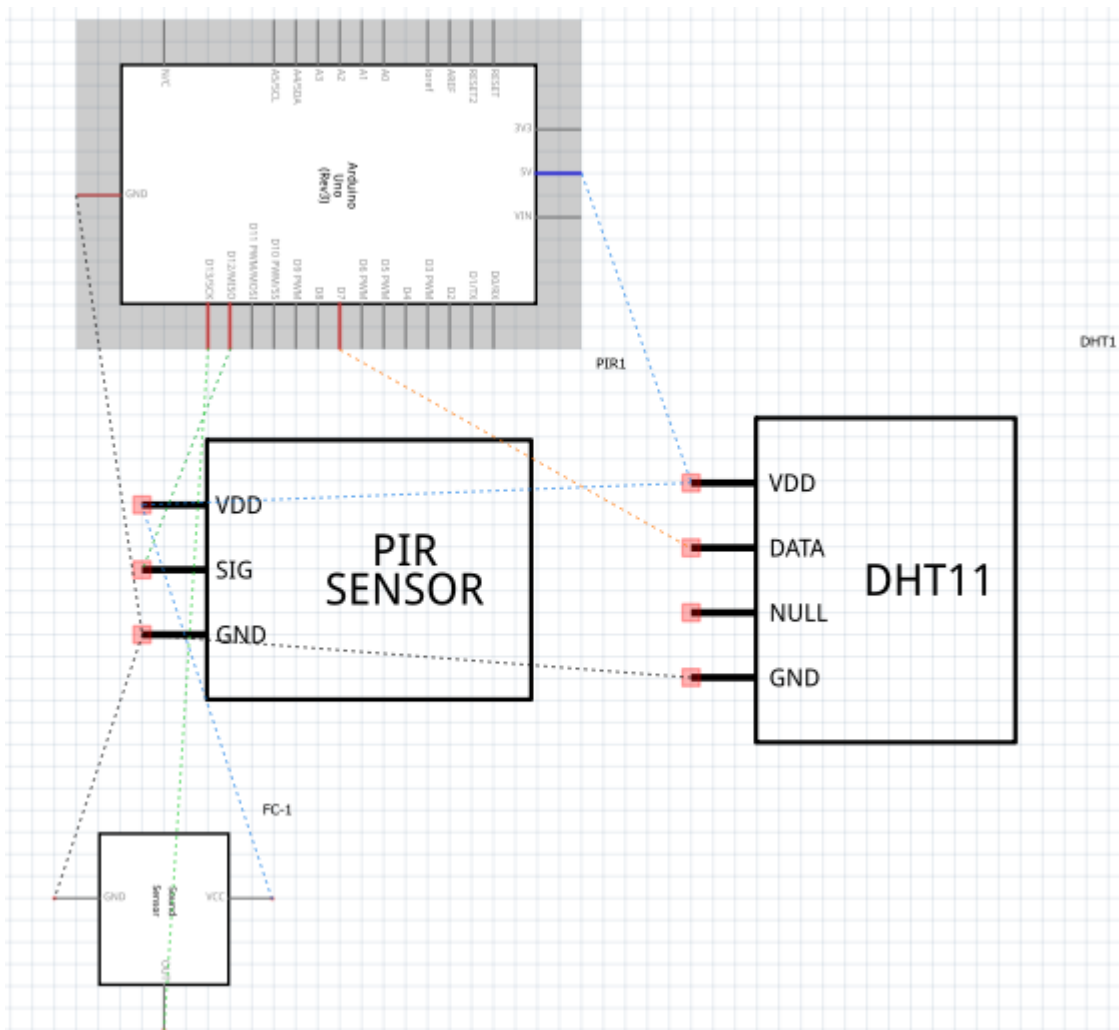 N/C
A5/SCL
A4/SDA
A3
A2
A1
A0
Ioref
AREF
RESET2
RESET
3V3
5V
VIN
GND
Arduino
Uno
(Rev3)
D13/SCK
D12/MISO
D11 PWM/MOSI
D10 PWM/SS
D9 PWM
D8
D7
D6 PWM
D5 PWM
D4
D3 PWM
D2
D1/TX
D0/RX
PIR1
DHT1
VDD
SIG
GND
PIR
SENSOR
VDD
DATA
NULL
GND
DHT11
FC-1
GND
Sound
Sensor
VCC
OUT